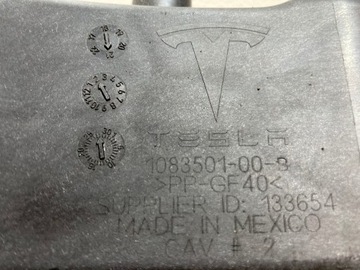 TESLA
1083501-00-B
>PP-GF40<
SUPPLIER ID: 133654
MADE IN MEXICO
CAV # 2